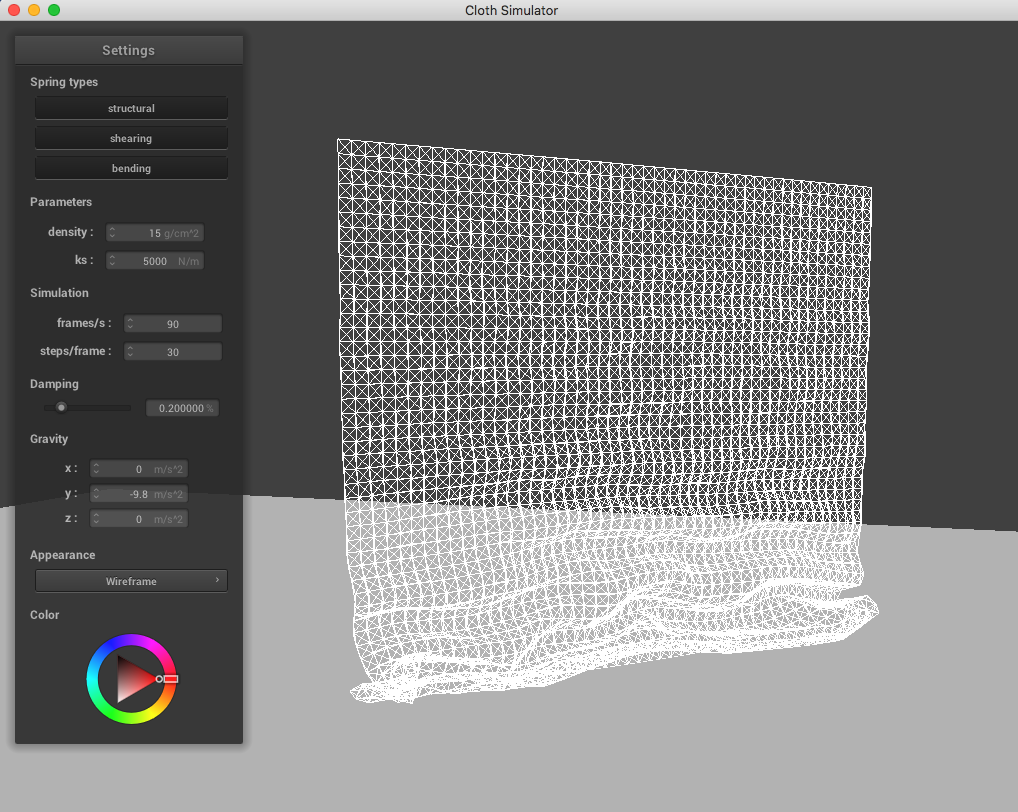 Cloth Simulator
Settings
Spring types
structural
shearing
bending
Parameters
density : 15 g/cm^2
ks : 5000 N/m
Simulation
frames/s : 90
steps/frame : 30
Damping
0.200000 %
Gravity
x : 0 m/s^2
y : -9.8 m/s^2
z : 0 m/s^2
Appearance
Wireframe ›
Color